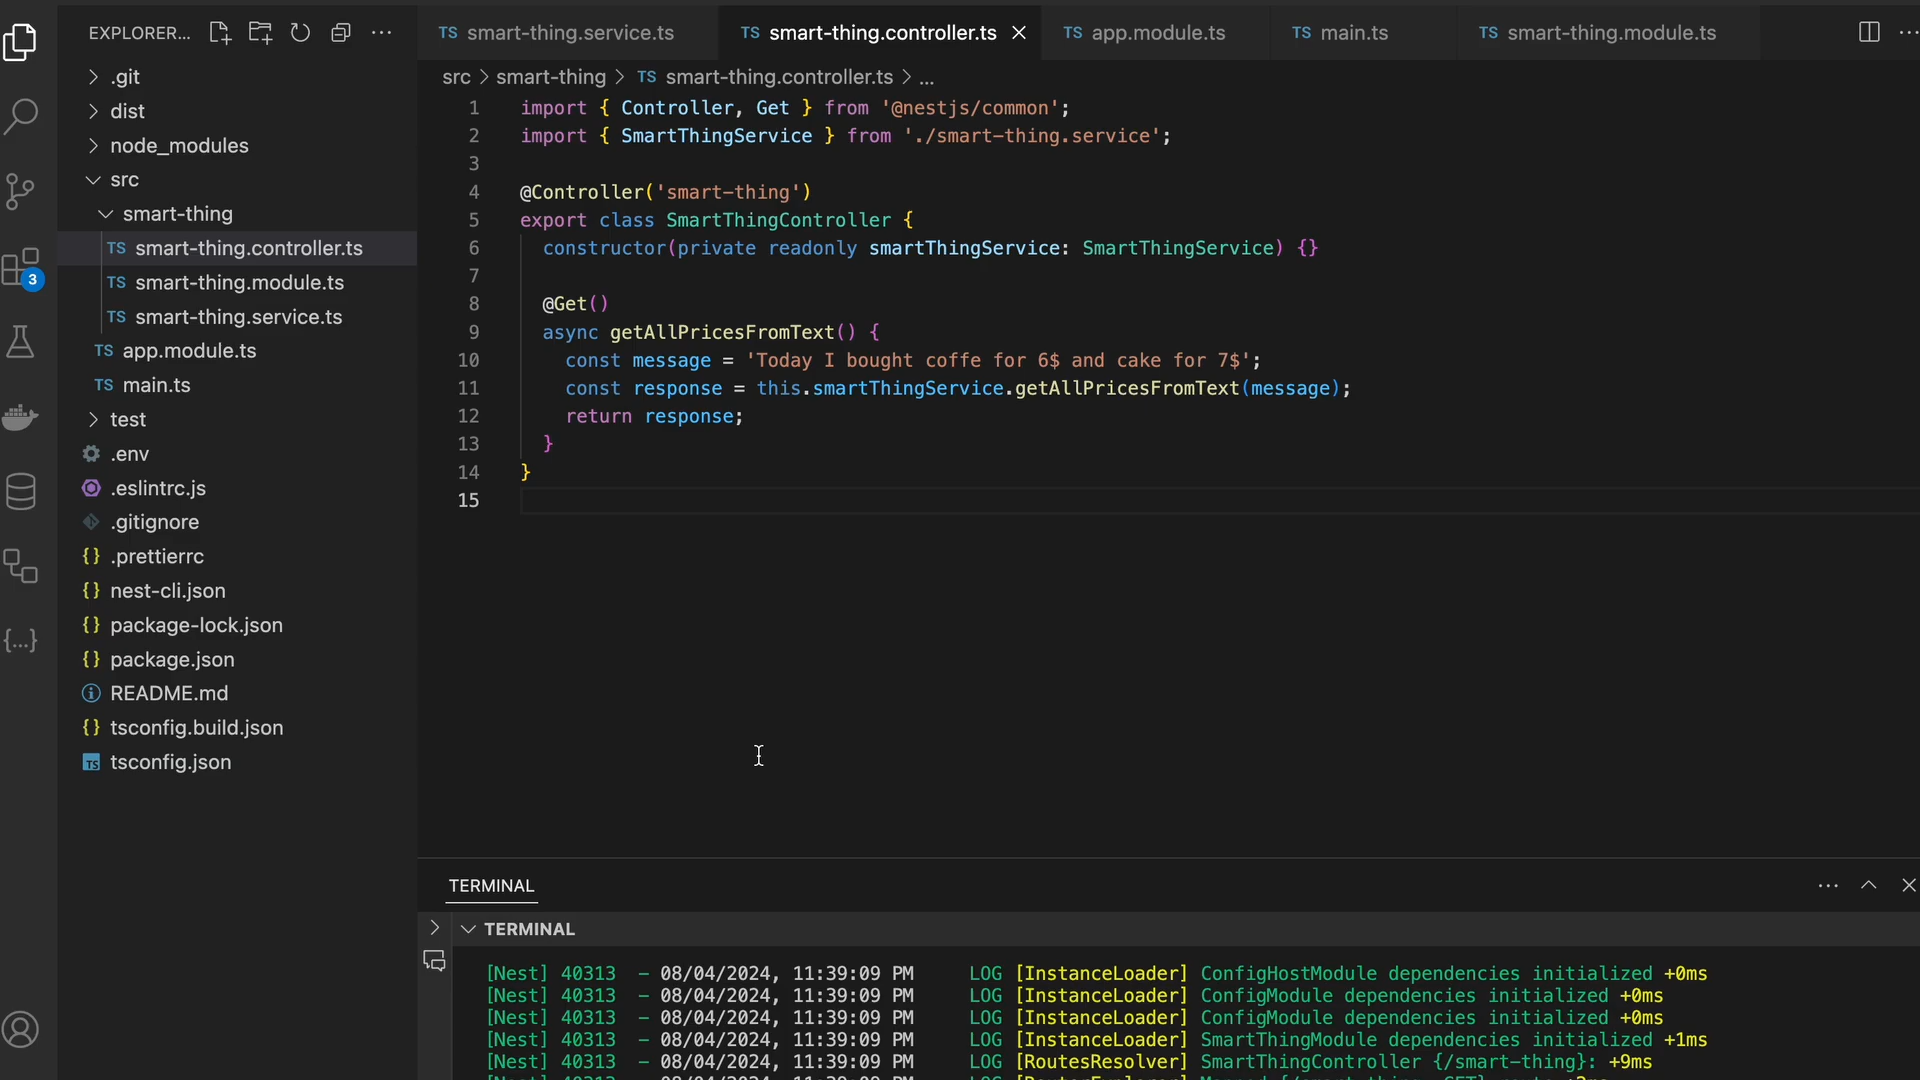 EXPLORER...
.git
dist
node_modules
src
smart-thing
TS smart-thing.controller.ts
TS smart-thing.module.ts
TS smart-thing.service.ts
TS app.module.ts
TS main.ts
test
.env
.eslintrc.js
.gitignore
{} .prettierrc
{} nest-cli.json
{} package-lock.json
{} package.json
README.md
{} tsconfig.build.json
TS tsconfig.json
3
{...}
TS smart-thing.service.ts
TS smart-thing.controller.ts
TS app.module.ts
TS main.ts
TS smart-thing.module.ts
src > smart-thing > TS smart-thing.controller.ts > ...
1 import { Controller, Get } from '@nestjs/common';
2 import { SmartThingService } from './smart-thing.service';
3
4 @Controller('smart-thing')
5 export class SmartThingController {
6 constructor(private readonly smartThingService: SmartThingService) {}
7
8 @Get()
9 async getAllPricesFromText() {
10 const message = 'Today I bought coffe for 6$ and cake for 7$';
11 const response = this.smartThingService.getAllPricesFromText(message);
12 return response;
13 }
14 }
15
TERMINAL
TERMINAL
[Nest] 40313 - 08/04/2024, 11:39:09 PM LOG [InstanceLoader] ConfigHostModule dependencies initialized +0ms
[Nest] 40313 - 08/04/2024, 11:39:09 PM LOG [InstanceLoader] ConfigModule dependencies initialized +0ms
[Nest] 40313 - 08/04/2024, 11:39:09 PM LOG [InstanceLoader] ConfigModule dependencies initialized +0ms
[Nest] 40313 - 08/04/2024, 11:39:09 PM LOG [InstanceLoader] SmartThingModule dependencies initialized +1ms
[Nest] 40313 - 08/04/2024, 11:39:09 PM LOG [RoutesResolver] SmartThingController {/smart-thing}: +9ms